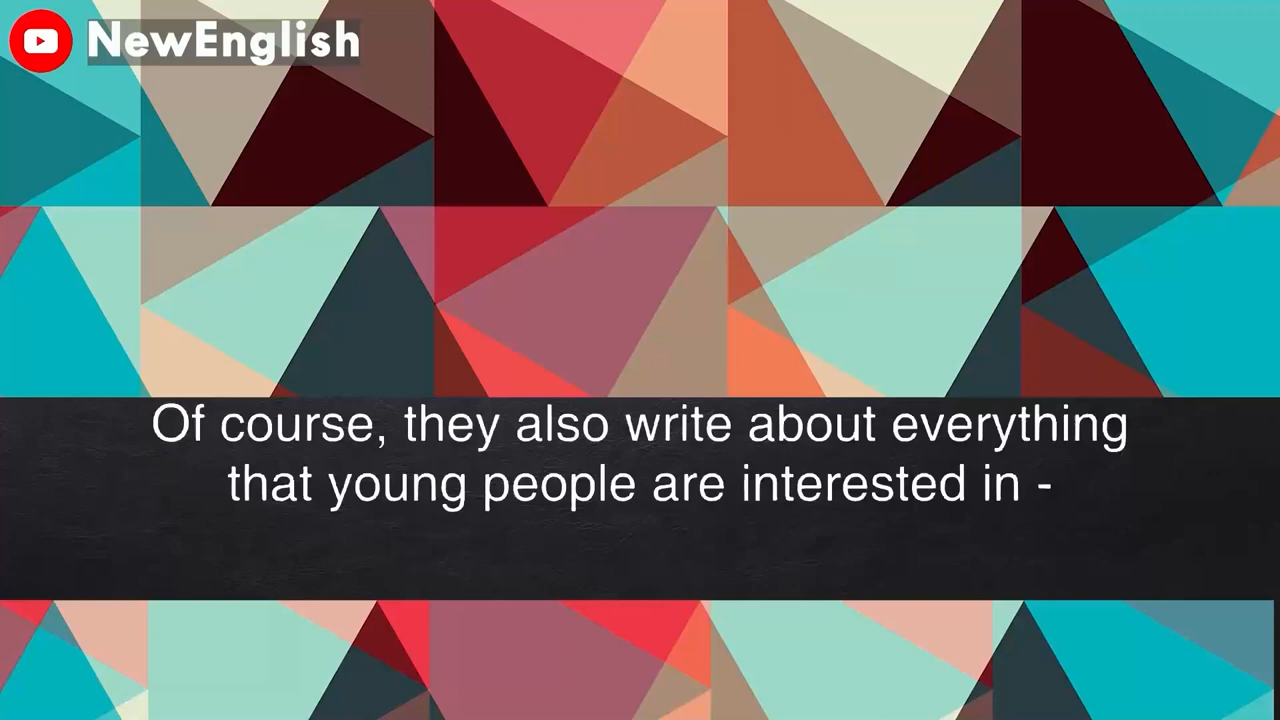 NewEnglish
Of course, they also write about everything
that young people are interested in -